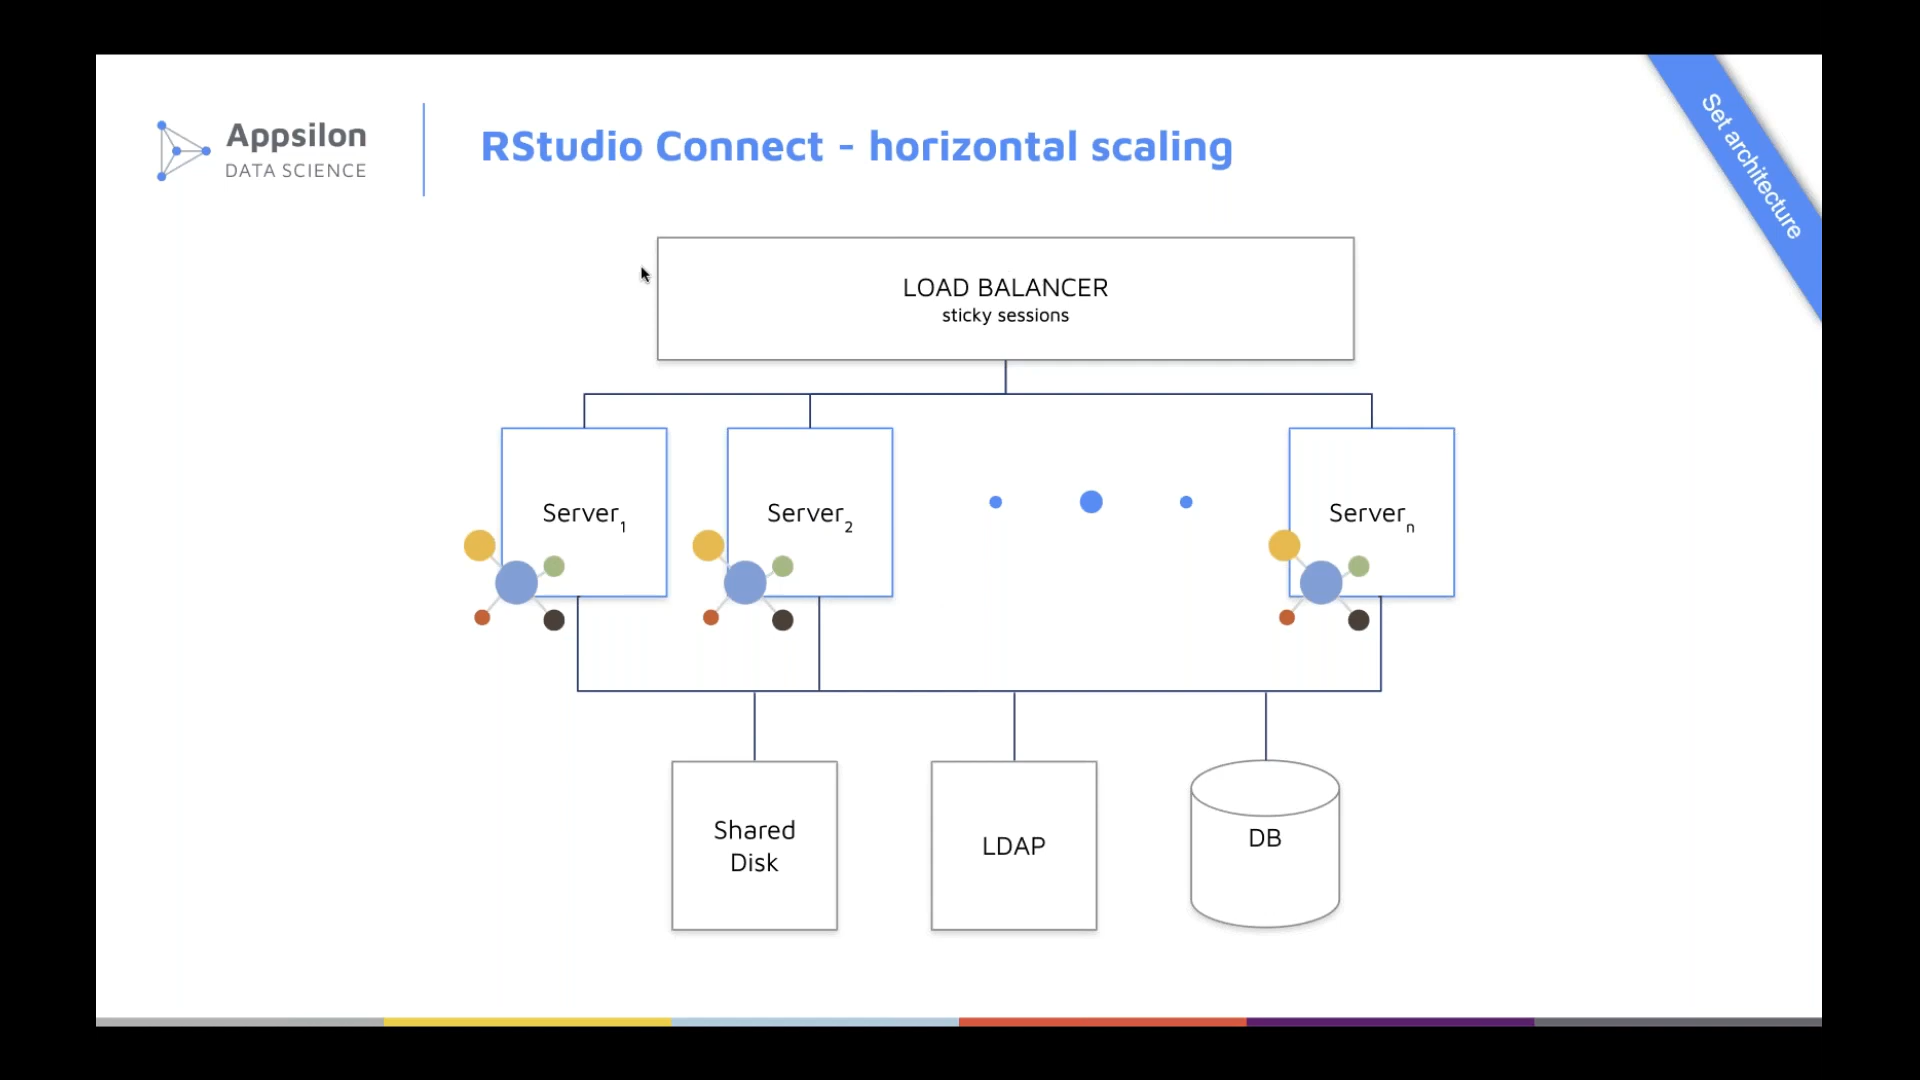 Appsilon
DATA SCIENCE
RStudio Connect - horizontal scaling
Set architecture
LOAD BALANCER
sticky sessions
Server1
Server2
Servern
Shared
Disk
LDAP
DB